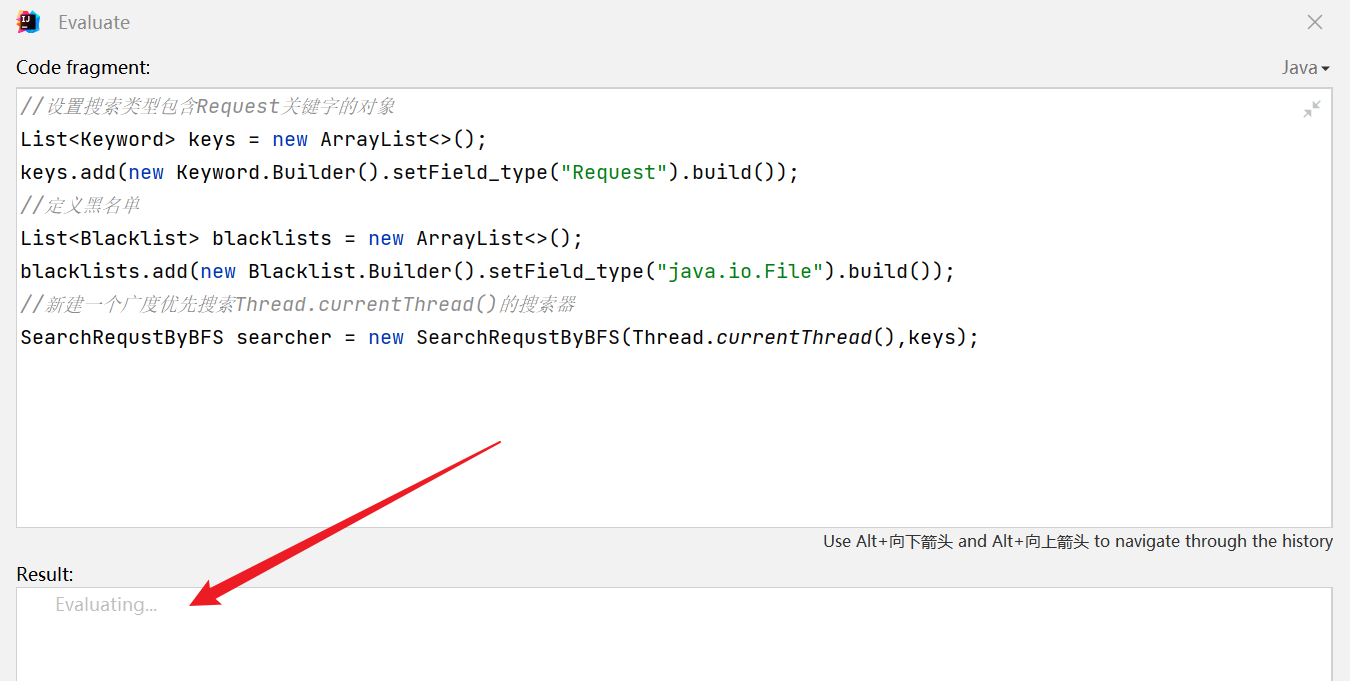 Evaluate
Code fragment:
Java
//设置搜索类型包含Request关键字的对象
List<Keyword> keys = new ArrayList<>();
keys.add(new Keyword.Builder().setField_type("Request").build());
//定义黑名单
List<Blacklist> blacklists = new ArrayList<>();
blacklists.add(new Blacklist.Builder().setField_type("java.io.File").build());
//新建一个广度优先搜索Thread.currentThread()的搜索器
SearchRequstByBFS searcher = new SearchRequstByBFS(Thread.currentThread(),keys);
Use Alt+向下箭头 and Alt+向上箭头 to navigate through the history
Result:
Evaluating...